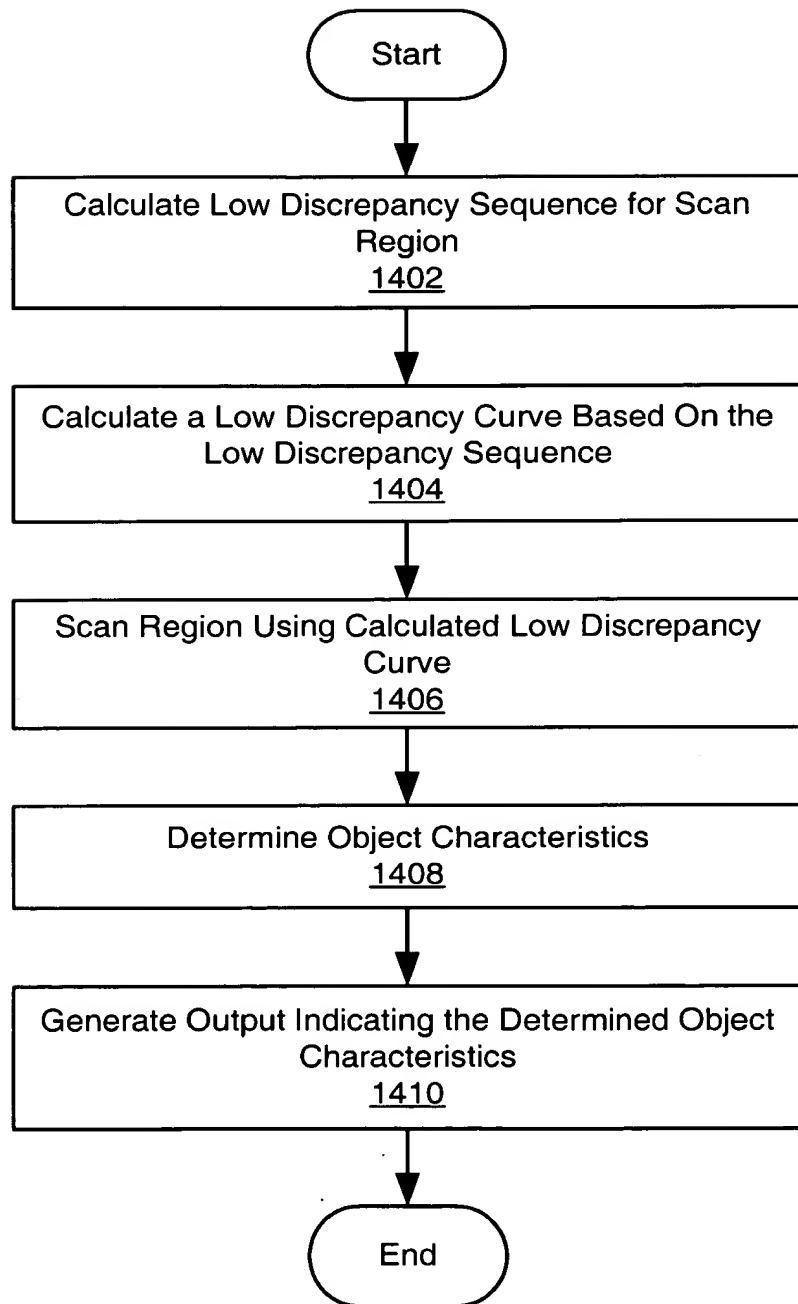 Start
Calculate Low Discrepancy Sequence for Scan
Region
1402
Calculate a Low Discrepancy Curve Based On the
Low Discrepancy Sequence
1404
Scan Region Using Calculated Low Discrepancy
Curve
1406
Determine Object Characteristics
1408
Generate Output Indicating the Determined Object
Characteristics
1410
End